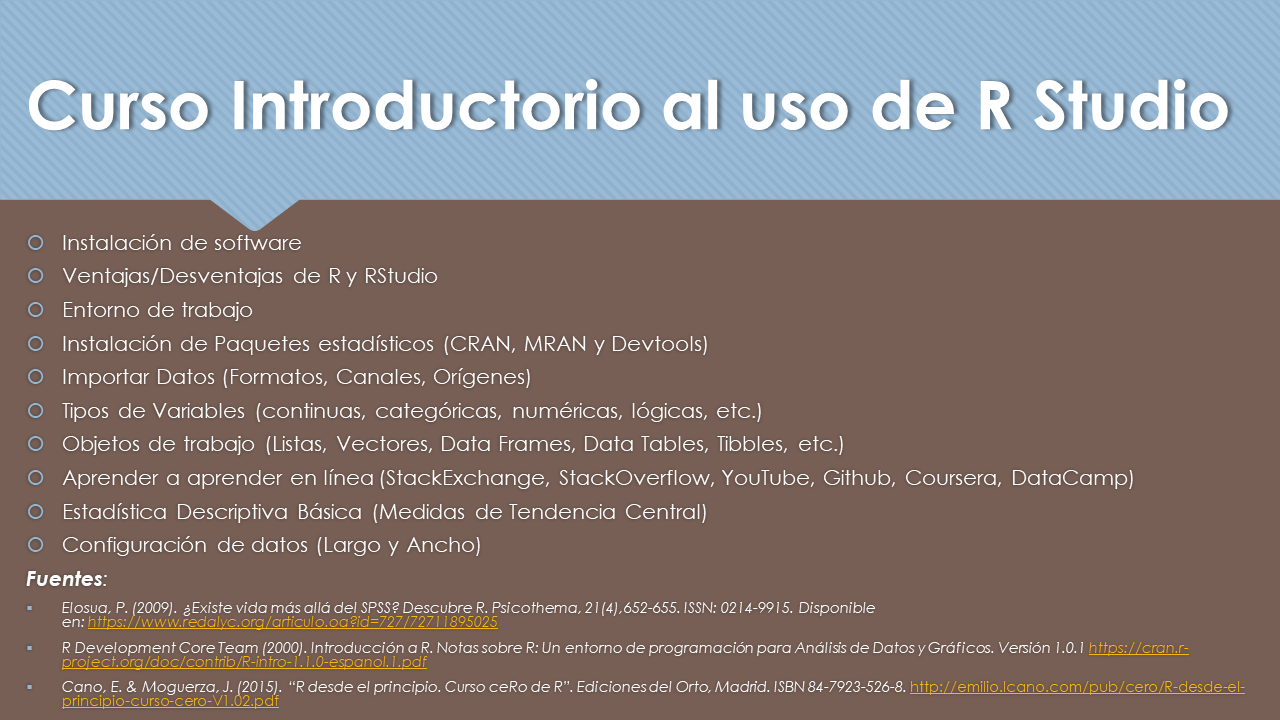 Curso Introductorio al uso de R Studio
Instalación de software
Ventajas/Desventajas de R y RStudio
Entorno de trabajo
Instalación de Paquetes estadísticos (CRAN, MRAN y Devtools)
Importar Datos (Formatos, Canales, Orígenes)
Tipos de Variables (continuas, categóricas, numéricas, lógicas, etc.)
Objetos de trabajo (Listas, Vectores, Data Frames, Data Tables, Tibbles, etc.)
Aprender a aprender en línea (StackExchange, StackOverflow, YouTube, Github, Coursera, DataCamp)
Estadística Descriptiva Básica (Medidas de Tendencia Central)
Configuración de datos (Largo y Ancho)
Fuentes:
Elosua, P. (2009). ¿Existe vida más allá del SPSS? Descubre R. Psicothema, 21(4),652-655. ISSN: 0214-9915. Disponible
en: https://www.redalyc.org/articulo.oa?id=727/72711895025
R Development Core Team (2000). Introducción a R. Notas sobre R: Un entorno de programación para Análisis de Datos y Gráficos. Versión 1.0.1 https://cran.r-
project.org/doc/contrib/R-intro-1.1.0-espanol.1.pdf
Cano, E. & Moguerza, J. (2015). “R desde el principio. Curso ceRo de R”. Ediciones del Orto, Madrid. ISBN 84-7923-526-8. http://emilio.lcano.com/pub/cero/R-desde-el-
principio-curso-cero-V1.02.pdf